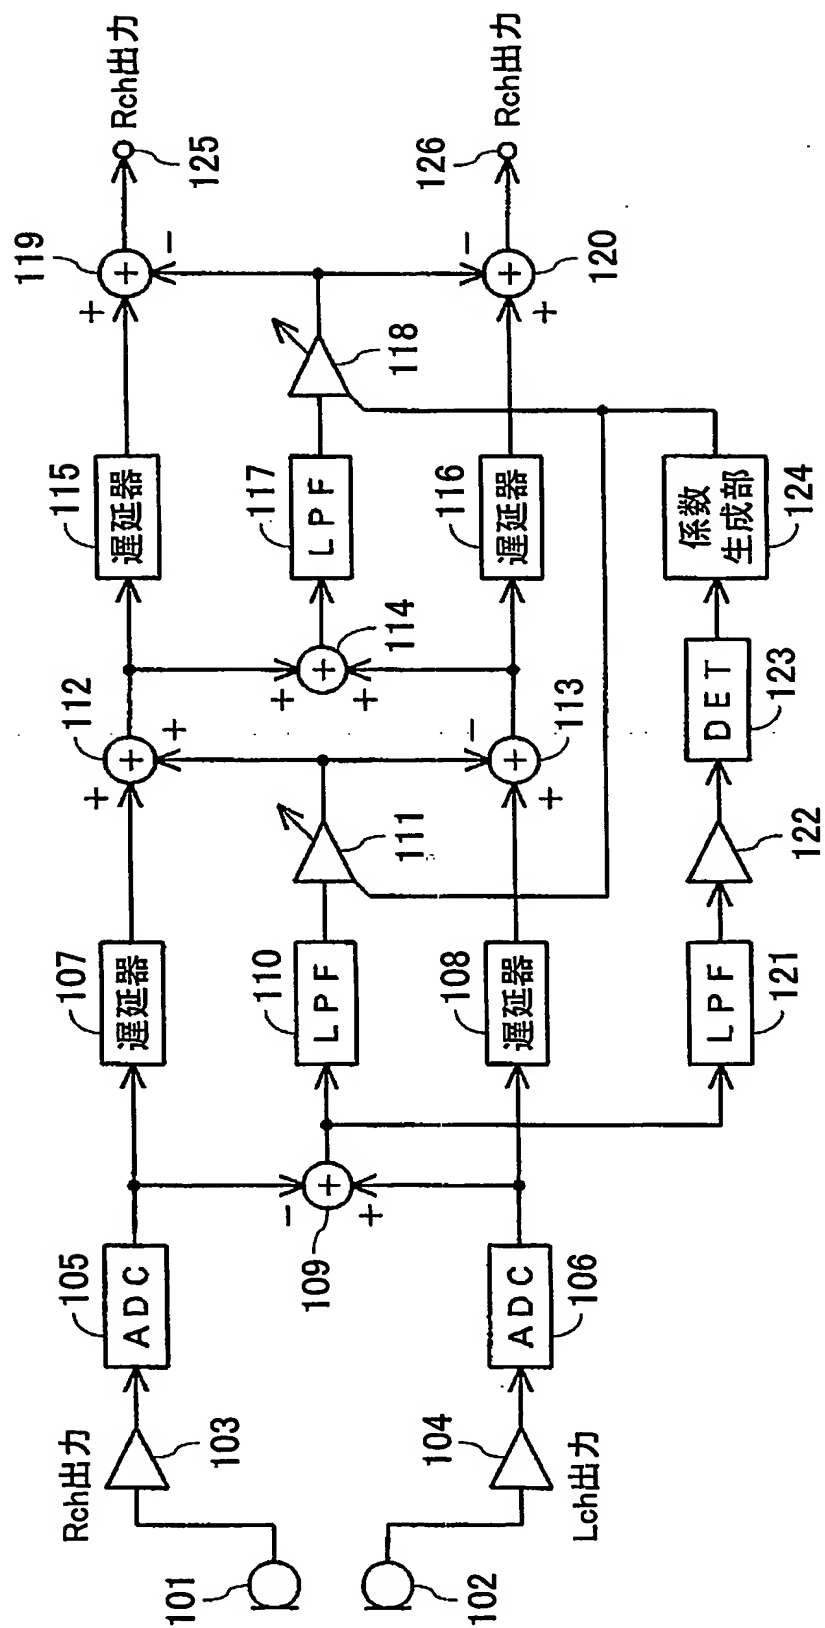 Rch出力
101
103
105
ADC
107
遅延器
112
+
+
+
115
遅延器
119
+
−
+
125
Rch出力
109
−
+
+
110
LPF
111
114
+
+
+
117
LPF
118
102
Lch出力
104
106
ADC
108
遅延器
113
+
−
+
116
遅延器
120
+
−
+
126
Rch出力
121
LPF
122
123
DET
124
係数
生成部